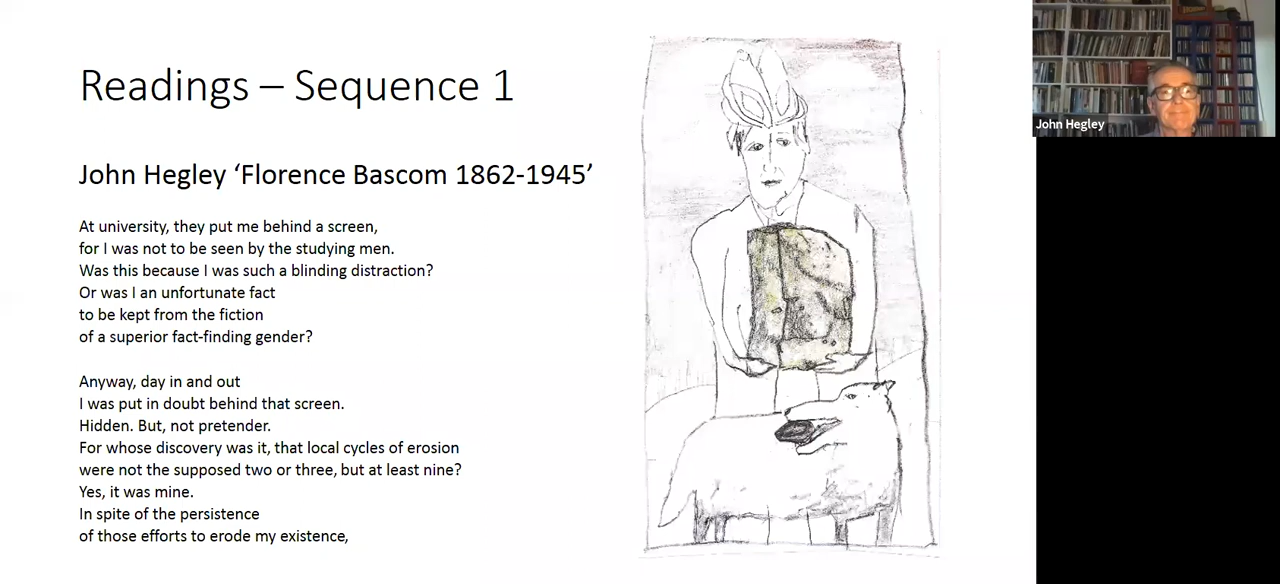 Readings – Sequence 1
John Hegley ‘Florence Bascom 1862-1945’
At university, they put me behind a screen,
for I was not to be seen by the studying men.
Was this because I was such a blinding distraction?
Or was I an unfortunate fact
to be kept from the fiction
of a superior fact-finding gender?
Anyway, day in and out
I was put in doubt behind that screen.
Hidden. But, not pretender.
For whose discovery was it, that local cycles of erosion
were not the supposed two or three, but at least nine?
Yes, it was mine.
In spite of the persistence
of those efforts to erode my existence,
John Hegley